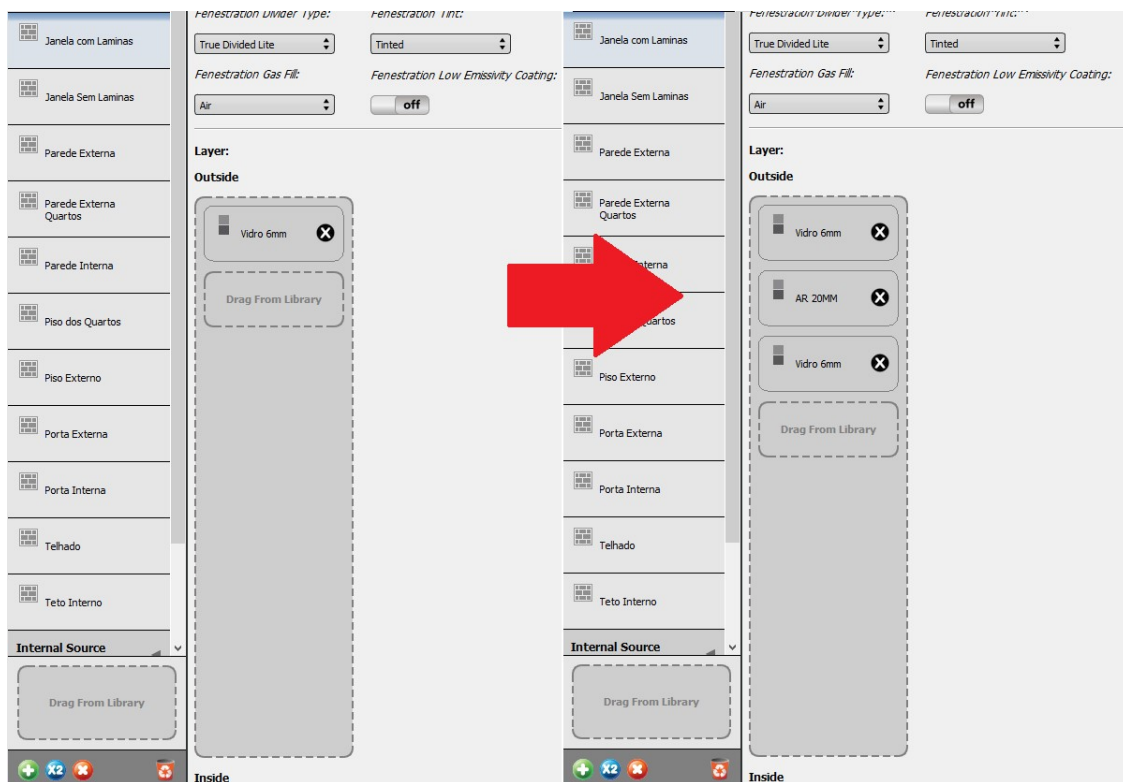 Fenestration Divider Type:
Fenestration Tint:
Janela com Laminas
True Divided Lite
Tinted
Fenestration Gas Fill:
Fenestration Low Emissivity Coating:
Janela Sem Laminas
Air
off
Parede Externa
Layer:
Outside
Parede Externa
Quartos
Vidro 6mm
Parede Interna
Drag From Library
Piso dos Quartos
Piso Externo
Porta Externa
Porta Interna
Telhado
Teto Interno
Internal Source
Drag From Library
X2
Inside
Fenestration Divider Type:...
Fenestration Tint:...
Janela com Laminas
True Divided Lite
Tinted
Fenestration Gas Fill:
Fenestration Low Emissivity Coating:
Janela Sem Laminas
Air
off
Parede Externa
Layer:
Outside
Parede Externa
Quartos
Vidro 6mm
Interna
AR 20MM
Quartos
Vidro 6mm
Piso Externo
Drag From Library
Porta Externa
Porta Interna
Telhado
Teto Interno
Internal Source
Drag From Library
X2
Inside